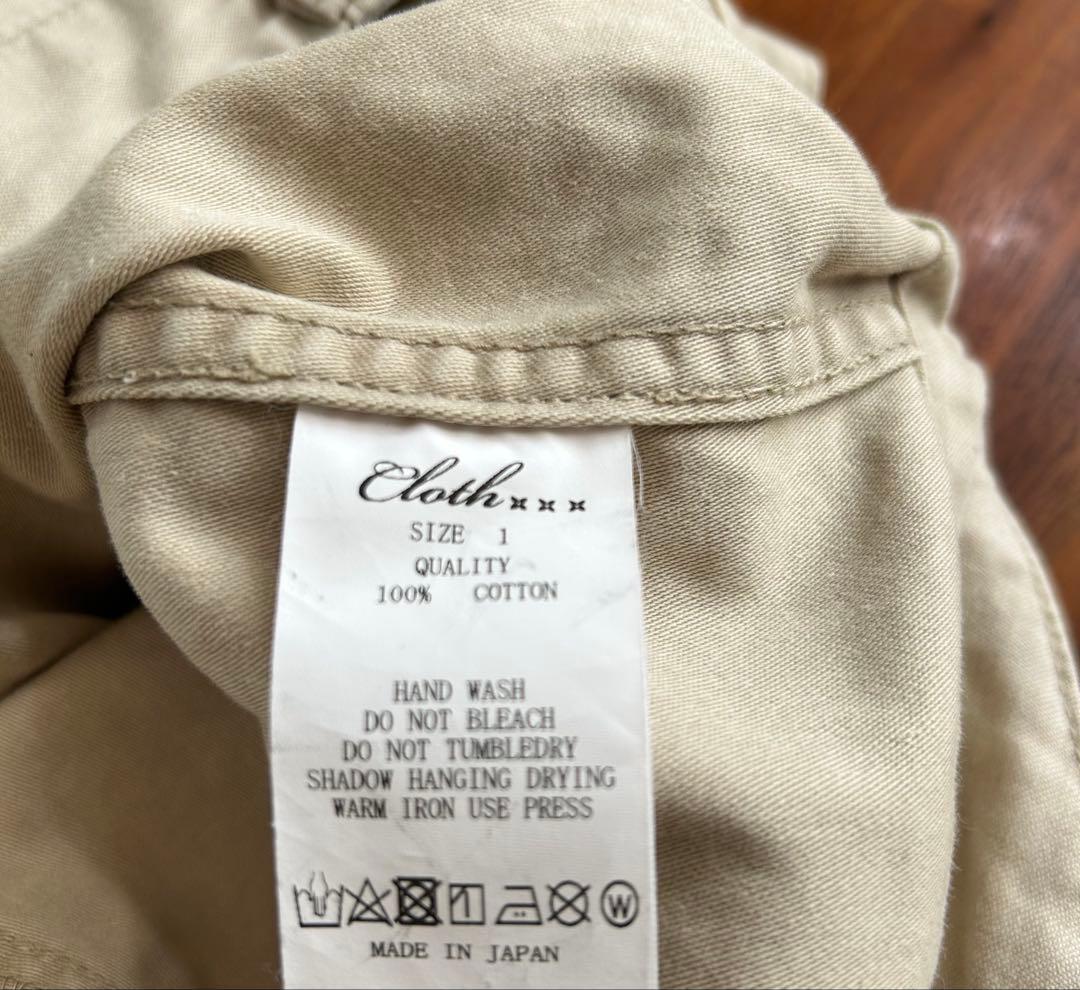 Cloth×××
SIZE 1
QUALITY
100% COTTON
HAND WASH
DO NOT BLEACH
DO NOT TUMBLEDRY
SHADOW HANGING DRYING
WARM IRON USE PRESS
W
MADE IN JAPAN